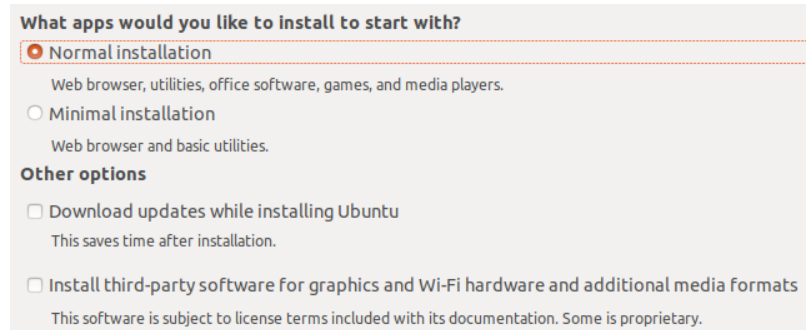 What apps would you like to install to start with?
Normal installation
Web browser, utilities, office software, games, and media players.
Minimal installation
Web browser and basic utilities.
Other options
Download updates while installing Ubuntu
This saves time after installation.
Install third-party software for graphics and Wi-Fi hardware and additional media formats
This software is subject to license terms included with its documentation. Some is proprietary.